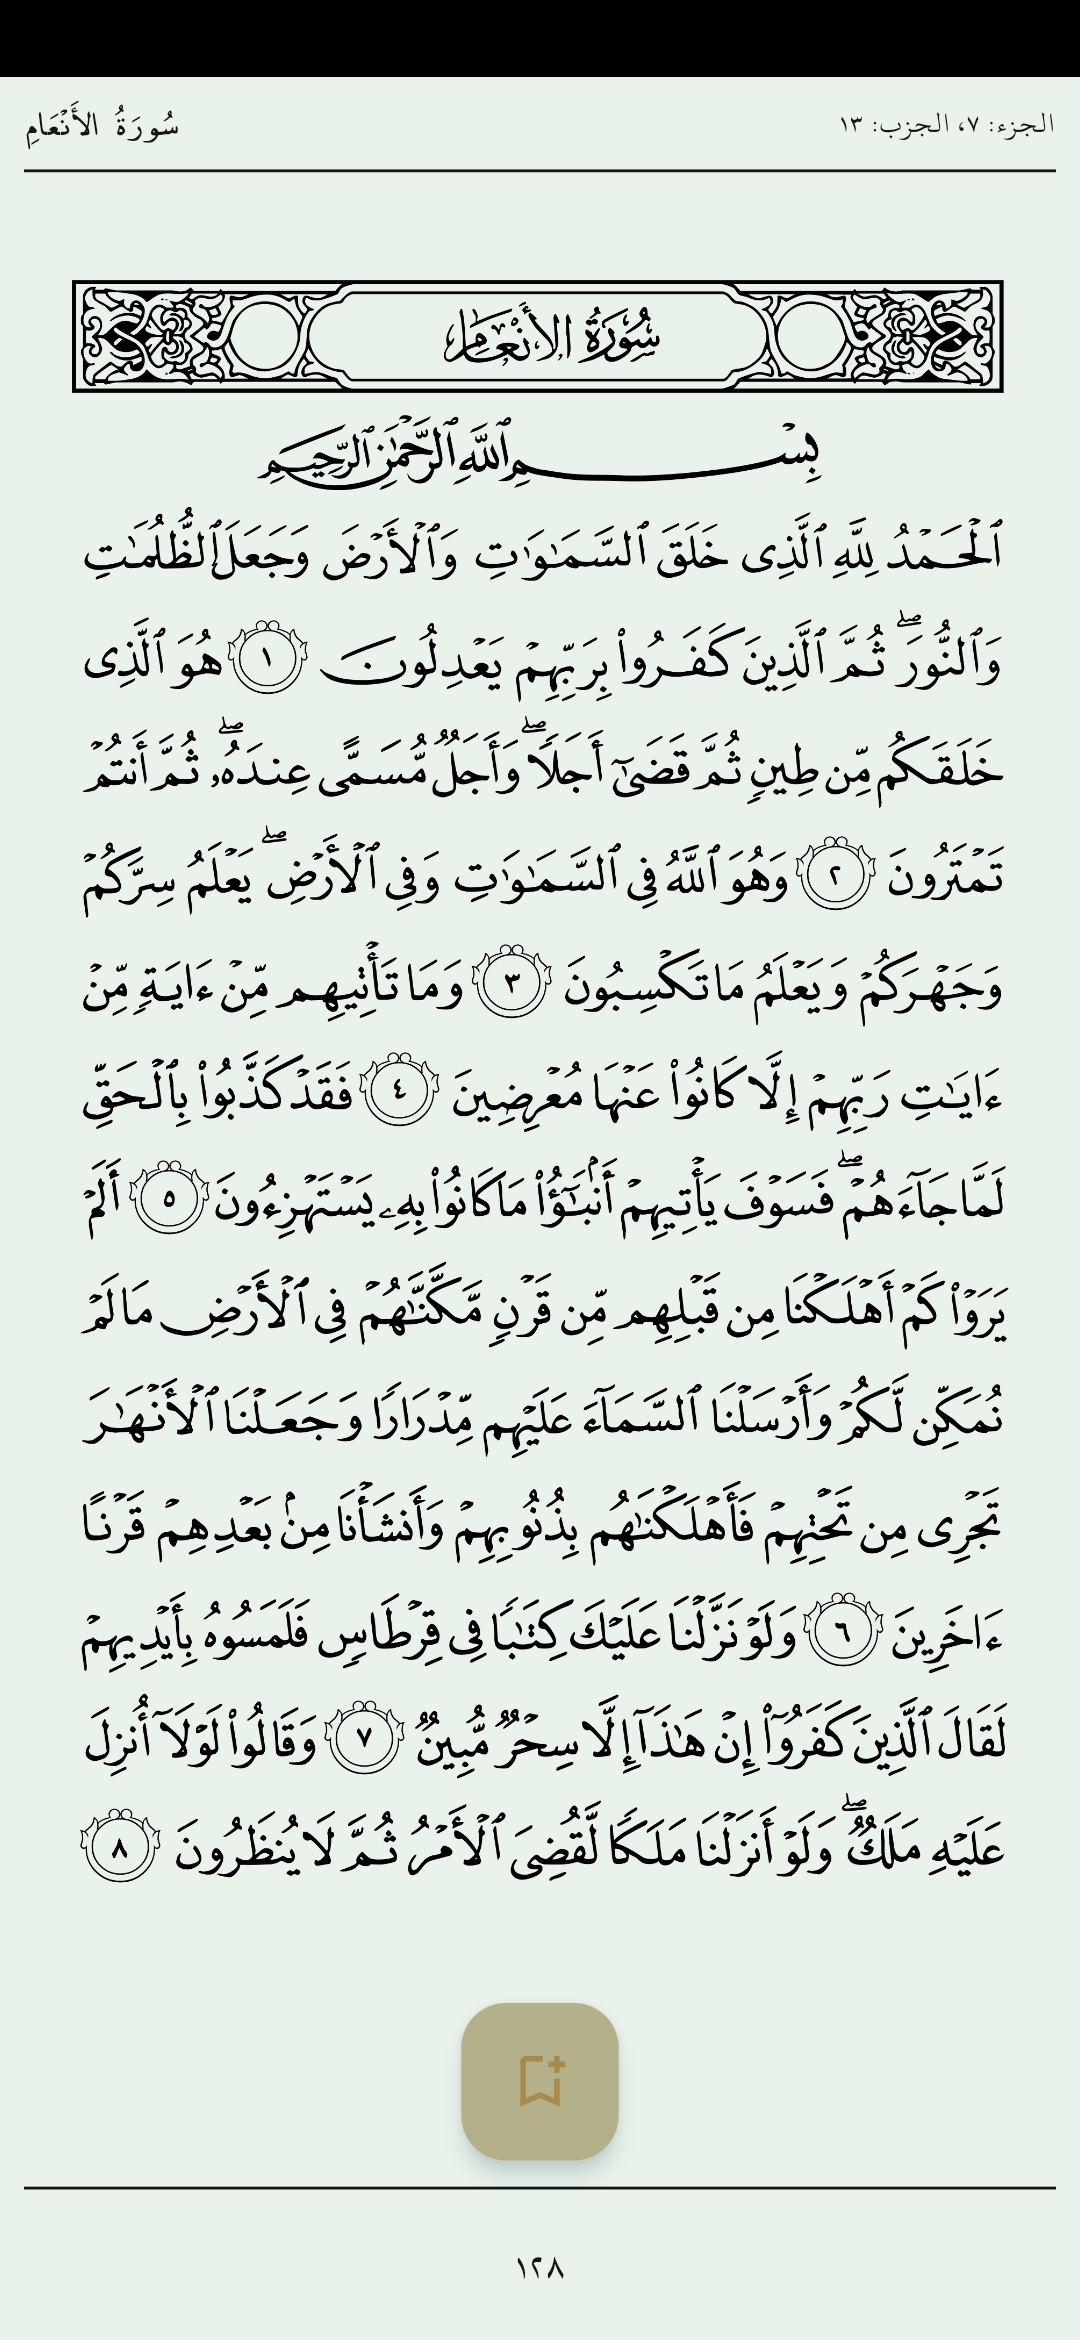 الجزء: ٧، الحزب: ١٣
سُورَةُ الأَنْعَامِ
سُورَةُ الأَنْعَامِ
بِسْمِ ٱللَّهِ ٱلرَّحْمَٰنِ ٱلرَّحِيمِ
ٱلْحَمْدُ لِلَّهِ ٱلَّذِى خَلَقَ ٱلسَّمَٰوَٰتِ وَٱلْأَرْضَ وَجَعَلَ ٱلظُّلُمَٰتِ
وَٱلنُّورَ ۖ ثُمَّ ٱلَّذِينَ كَفَرُوا۟ بِرَبِّهِمْ يَعْدِلُونَ ١ هُوَ ٱلَّذِى
خَلَقَكُم مِّن طِينٍ ثُمَّ قَضَىٰٓ أَجَلًا ۖ وَأَجَلٌ مُّسَمًّى عِندَهُۥ ۖ ثُمَّ أَنتُمْ
تَمْتَرُونَ ٢ وَهُوَ ٱللَّهُ فِى ٱلسَّمَٰوَٰتِ وَفِى ٱلْأَرْضِ ۖ يَعْلَمُ سِرَّكُمْ
وَجَهْرَكُمْ وَيَعْلَمُ مَا تَكْسِبُونَ ٣ وَمَا تَأْتِيهِم مِّنْ ءَايَةٍ مِّنْ
ءَايَٰتِ رَبِّهِمْ إِلَّا كَانُوا۟ عَنْهَا مُعْرِضِينَ ٤ فَقَدْ كَذَّبُوا۟ بِٱلْحَقِّ
لَمَّا جَآءَهُمْ ۖ فَسَوْفَ يَأْتِيهِمْ أَنۢبَٰٓؤُا۟ مَا كَانُوا۟ بِهِۦ يَسْتَهْزِءُونَ ٥ أَلَمْ
يَرَوْا۟ كَمْ أَهْلَكْنَا مِن قَبْلِهِم مِّن قَرْنٍ مَّكَّنَّٰهُمْ فِى ٱلْأَرْضِ مَا لَمْ
نُمَكِّن لَّكُمْ وَأَرْسَلْنَا ٱلسَّمَآءَ عَلَيْهِم مِّدْرَارًا وَجَعَلْنَا ٱلْأَنْهَٰرَ
تَجْرِى مِن تَحْتِهِمْ فَأَهْلَكْنَٰهُم بِذُنُوبِهِمْ وَأَنشَأْنَا مِنۢ بَعْدِهِمْ قَرْنًا
ءَاخَرِينَ ٦ وَلَوْ نَزَّلْنَا عَلَيْكَ كِتَٰبًا فِى قِرْطَاسٍ فَلَمَسُوهُ بِأَيْدِيهِمْ
لَقَالَ ٱلَّذِينَ كَفَرُوٓا۟ إِنْ هَٰذَآ إِلَّا سِحْرٌ مُّبِينٌ ٧ وَقَالُوا۟ لَوْلَآ أُنزِلَ
عَلَيْهِ مَلَكٌ ۖ وَلَوْ أَنزَلْنَا مَلَكًا لَّقُضِىَ ٱلْأَمْرُ ثُمَّ لَا يُنظَرُونَ ٨
١٢٨